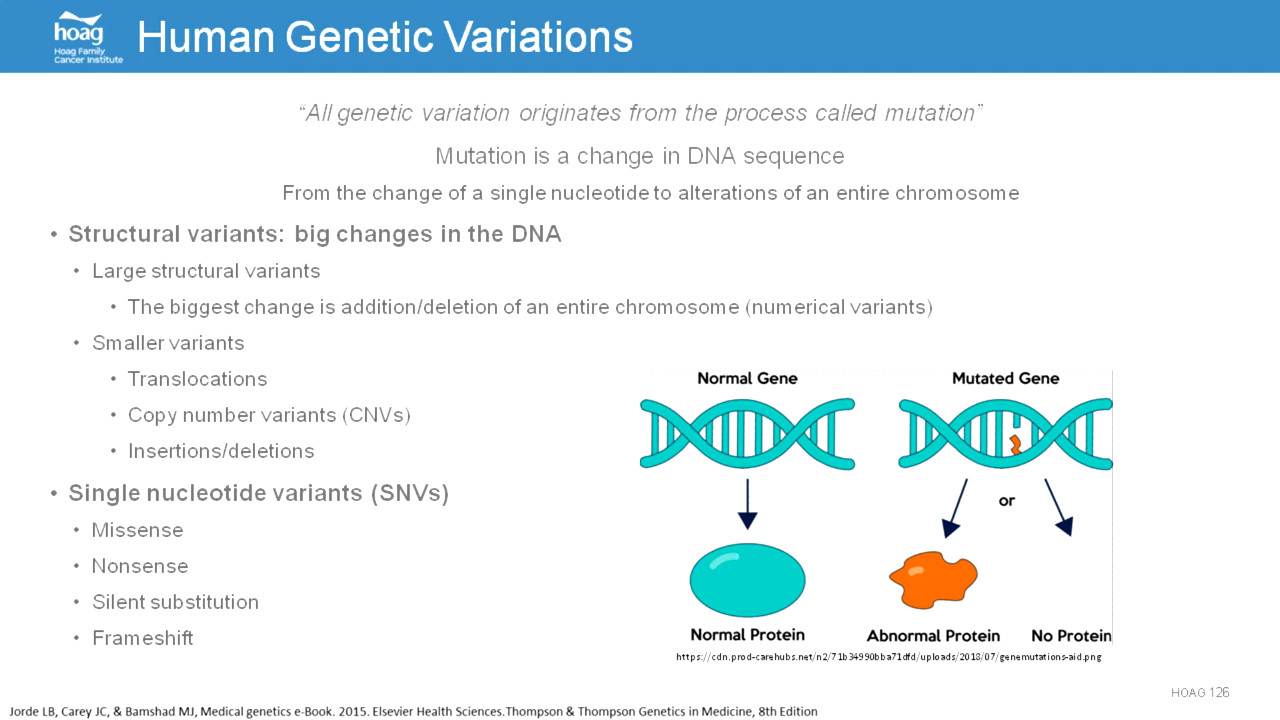 hoag
Hoag Family
Cancer Institute
Human Genetic Variations
“All genetic variation originates from the process called mutation”
Mutation is a change in DNA sequence
From the change of a single nucleotide to alterations of an entire chromosome
• Structural variants: big changes in the DNA
• Large structural variants
• The biggest change is addition/deletion of an entire chromosome (numerical variants)
• Smaller variants
• Translocations
• Copy number variants (CNVs)
• Insertions/deletions
• Single nucleotide variants (SNVs)
• Missense
• Nonsense
• Silent substitution
• Frameshift
Normal Gene
Mutated Gene
or
Normal Protein
Abnormal Protein
No Protein
https://cdn.prod-carehubs.net/n2/71b34990bba71dfd/uploads/2018/07/genemutations-aid.png
HOAG 126
Jorde LB, Carey JC, & Bamshad MJ, Medical genetics e-Book. 2015. Elsevier Health Sciences.Thompson & Thompson Genetics in Medicine, 8th Edition